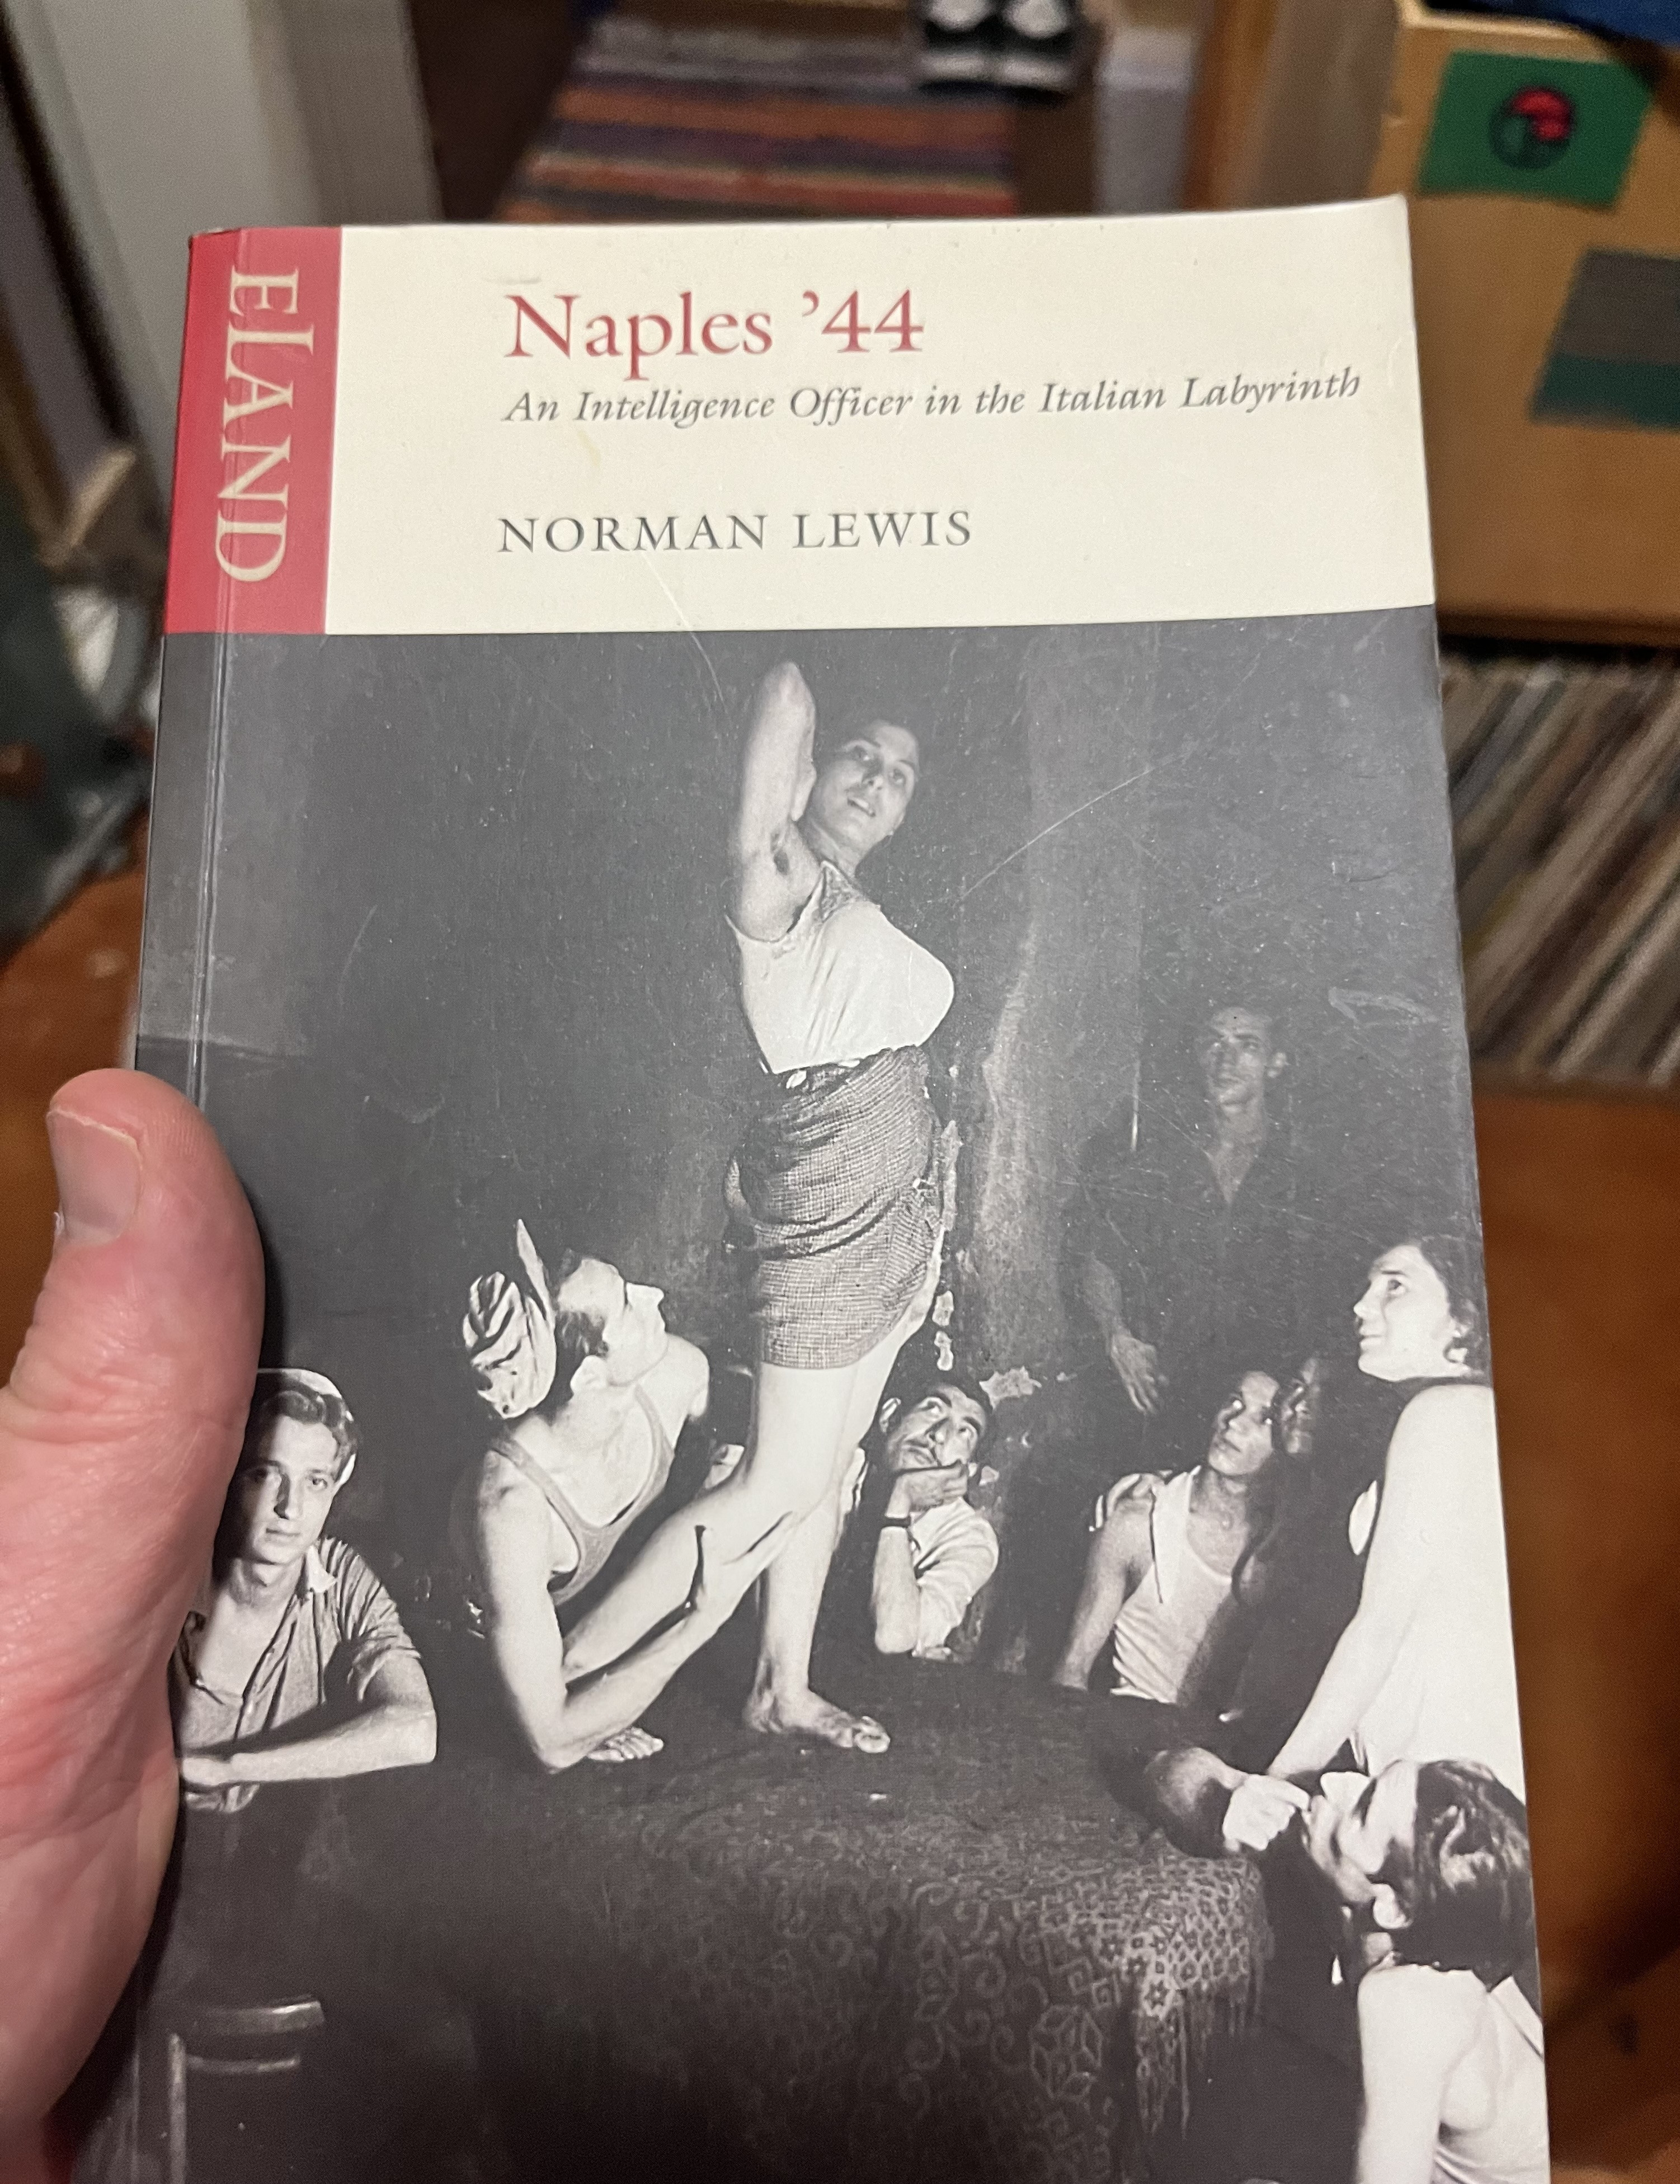 ELAND
Naples ’44
An Intelligence Officer in the Italian Labyrinth
NORMAN LEWIS